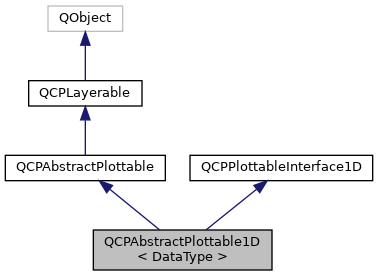 QObject
QCPLayerable
QCPAbstractPlottable
QCPPlottableInterface1D
QCPAbstractPlottable1D
< DataType >